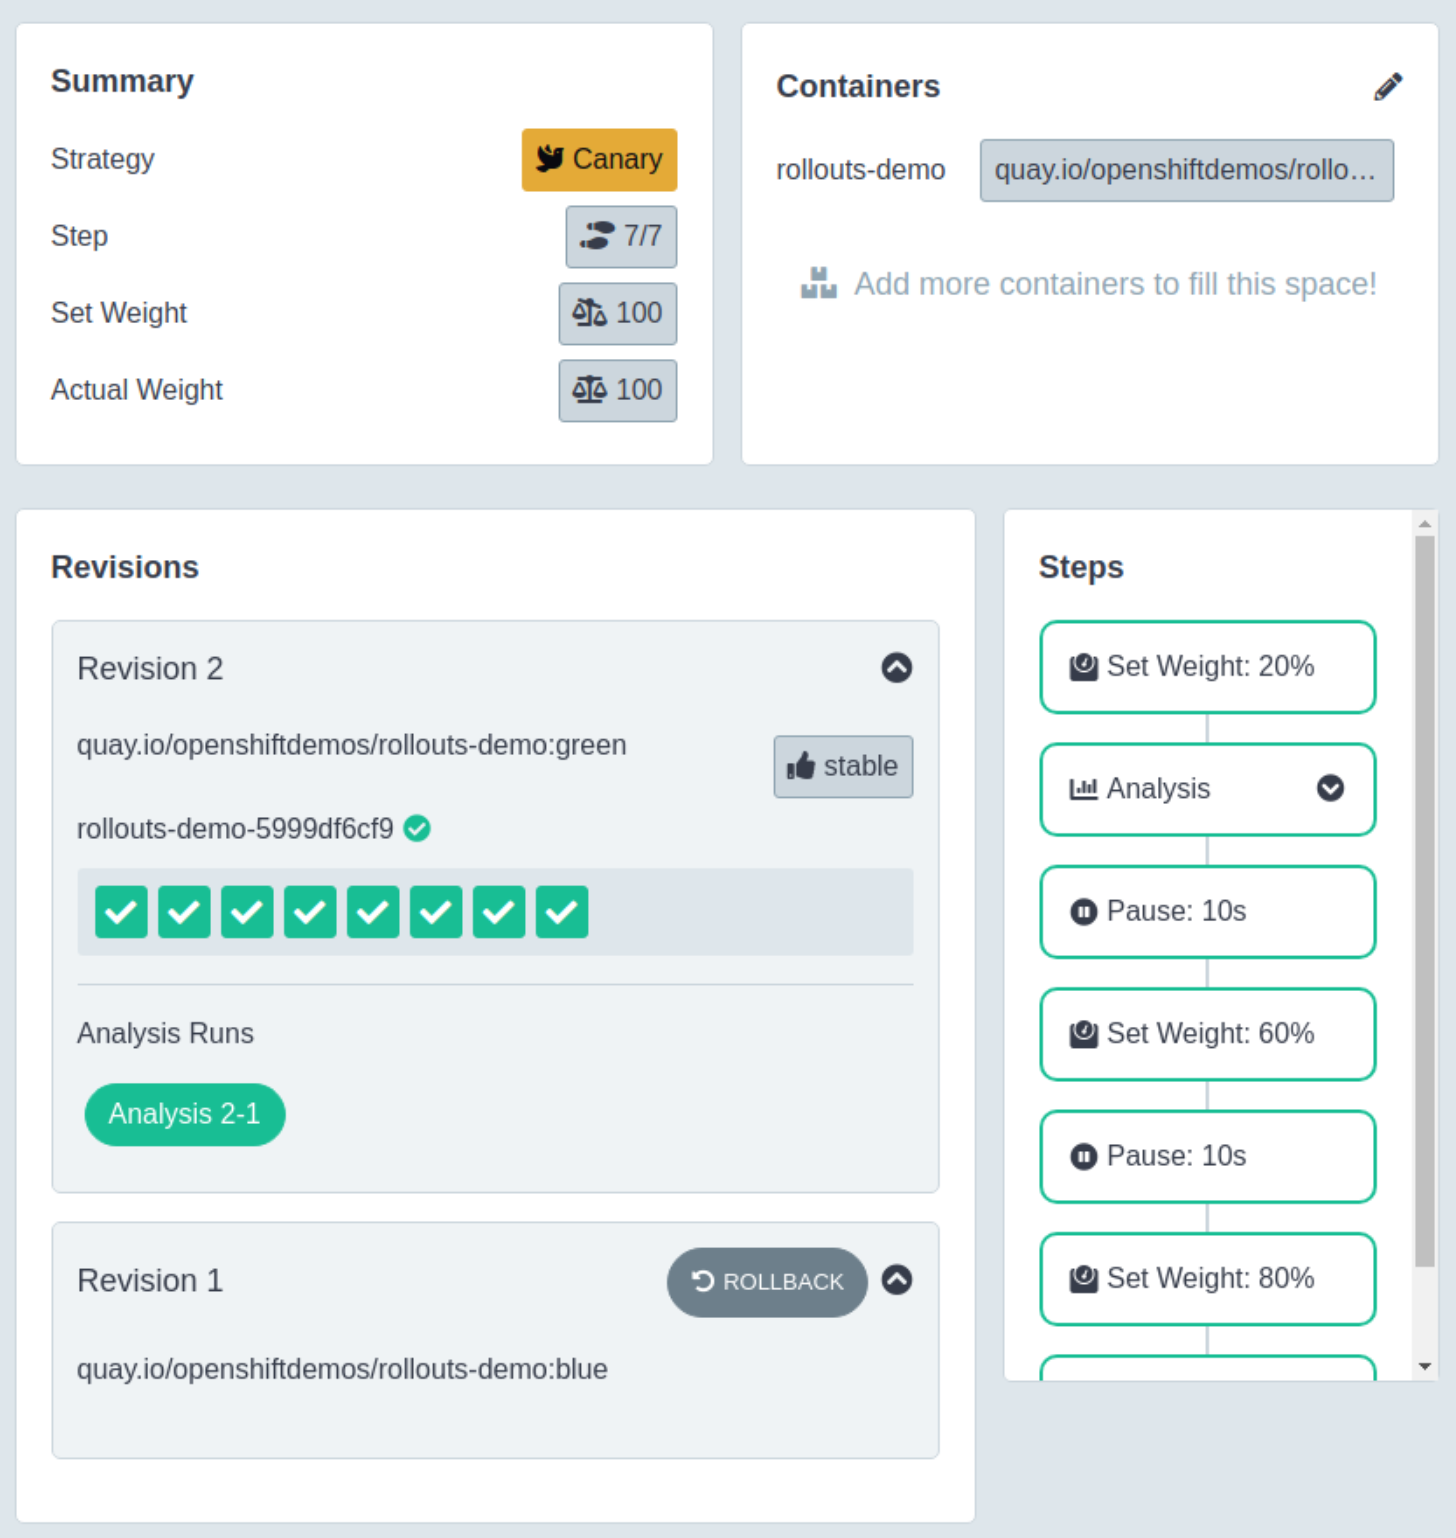 Summary
Strategy
Canary
Step
7/7
Set Weight
100
Actual Weight
100
Containers
rollouts-demo
quay.io/openshiftdemos/rollo...
Add more containers to fill this space!
Revisions
Revision 2
quay.io/openshiftdemos/rollouts-demo:green
stable
rollouts-demo-5999df6cf9
Analysis Runs
Analysis 2-1
Revision 1
ROLLBACK
quay.io/openshiftdemos/rollouts-demo:blue
Steps
Set Weight: 20%
Analysis
Pause: 10s
Set Weight: 60%
Pause: 10s
Set Weight: 80%